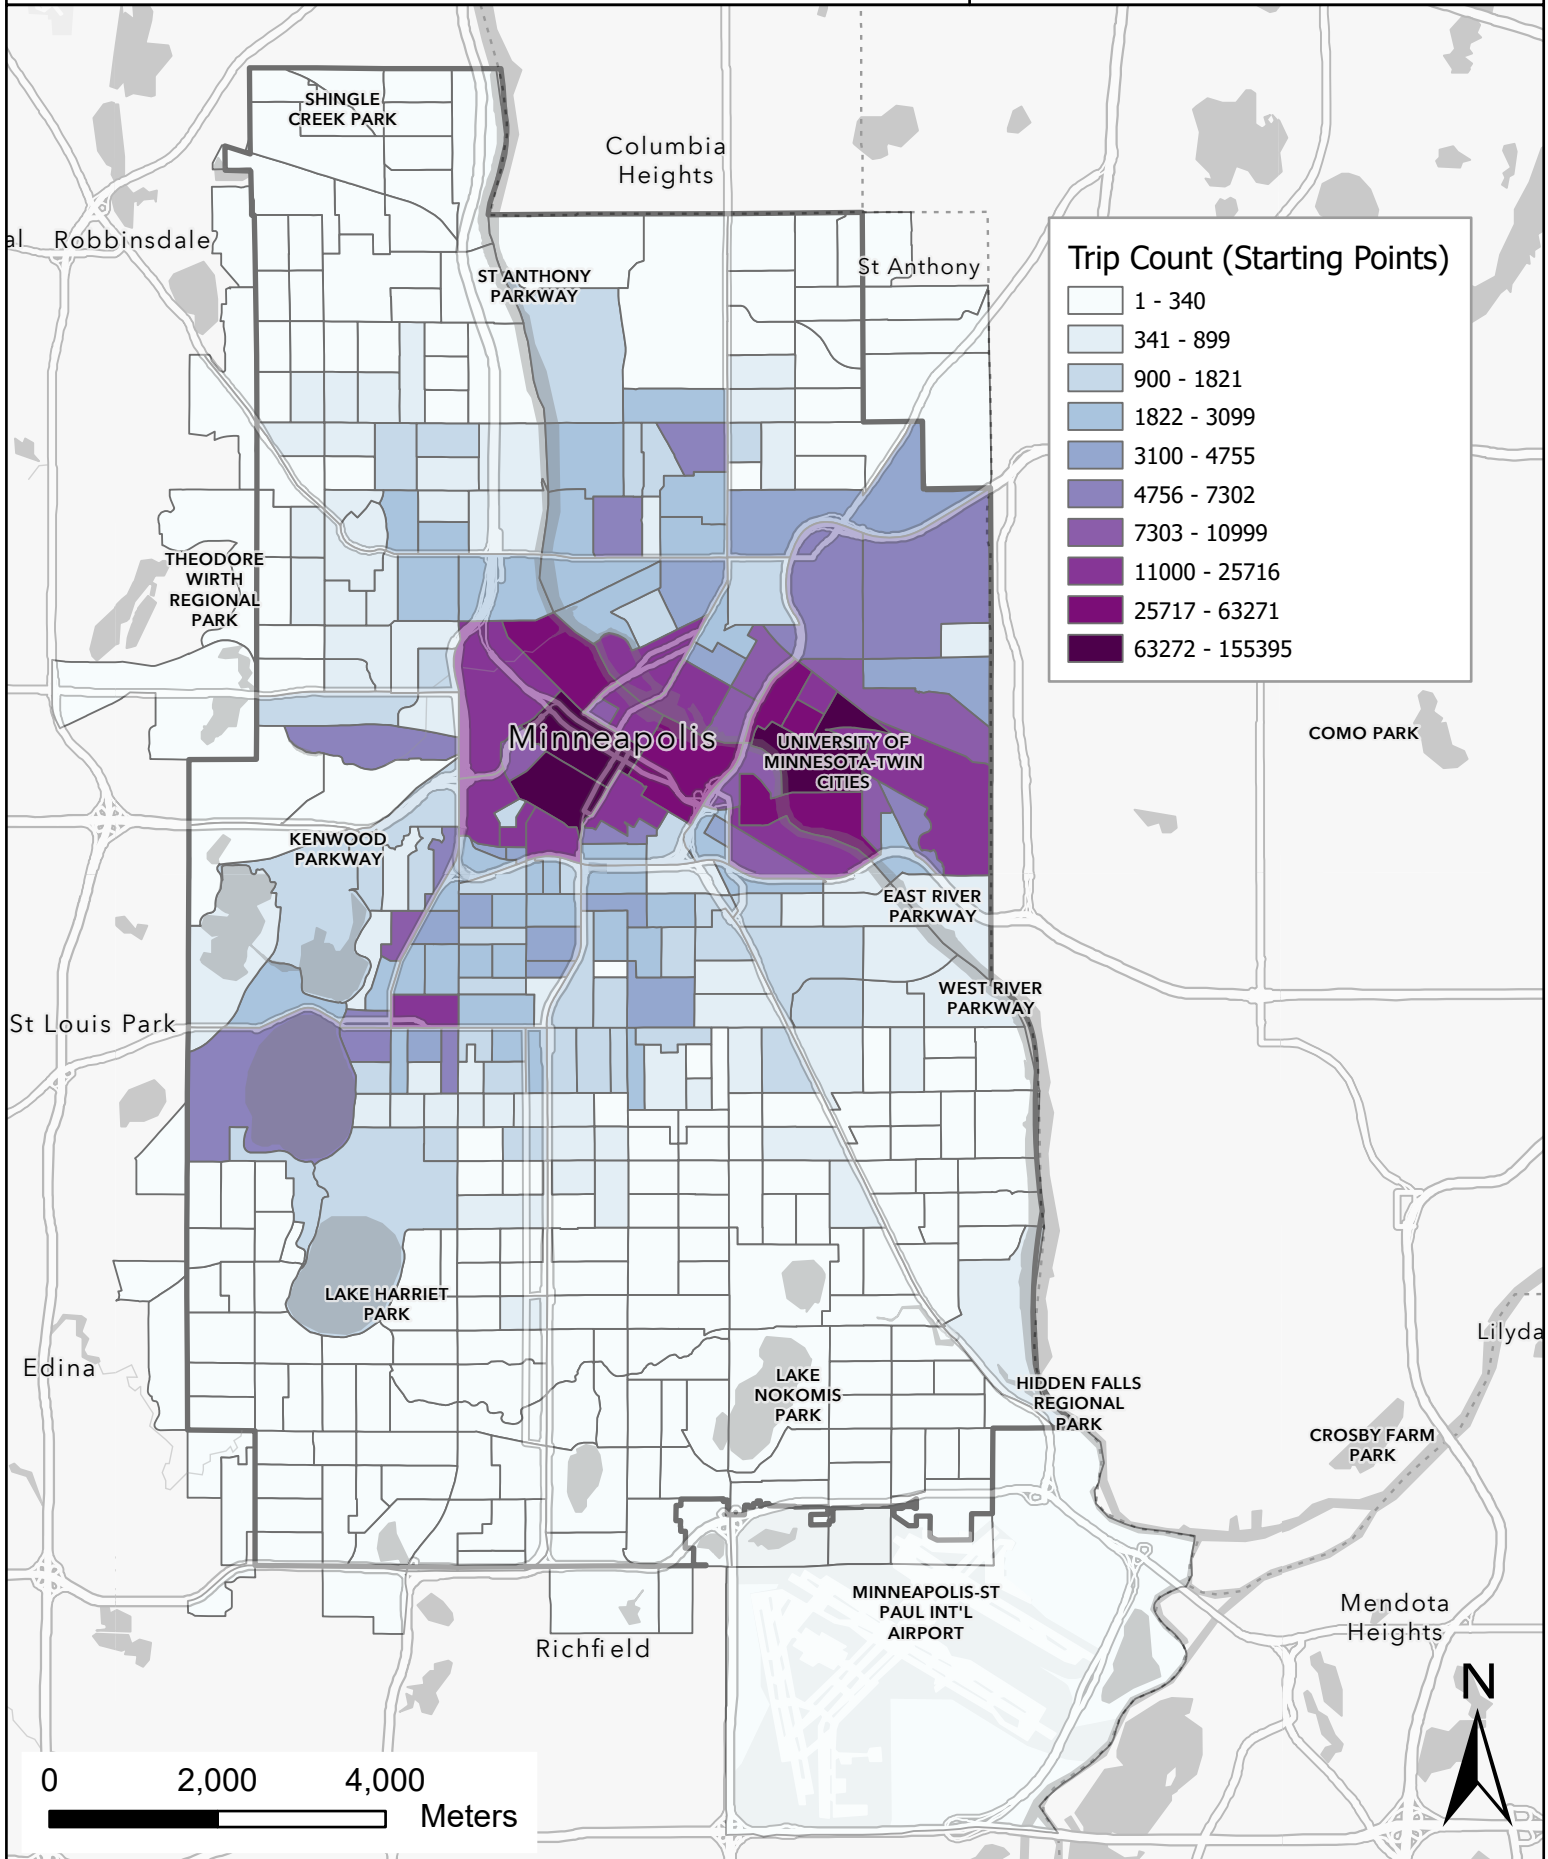 SHINGLE
CREEK PARK
Columbia
Heights
al
Robbinsdale
St Anthony
ST ANTHONY
PARKWAY
Trip Count (Starting Points)
1 - 340
341 - 899
900 - 1821
1822 - 3099
3100 - 4755
4756 - 7302
7303 - 10999
11000 - 25716
25717 - 63271
63272 - 155395
THEODORE
WIRTH
REGIONAL
PARK
Minneapolis
UNIVERSITY OF
MINNESOTA-TWIN
CITIES
COMO PARK
KENWOOD
PARKWAY
EAST RIVER
PARKWAY
WEST RIVER
PARKWAY
St Louis Park
LAKE HARRIET
PARK
Lilyda
Edina
LAKE
NOKOMIS
PARK
HIDDEN FALLS
REGIONAL
PARK
CROSBY FARM
PARK
MINNEAPOLIS-ST
PAUL INT'L
AIRPORT
Mendota
Heights
Richfield
N
0 2,000 4,000
Meters